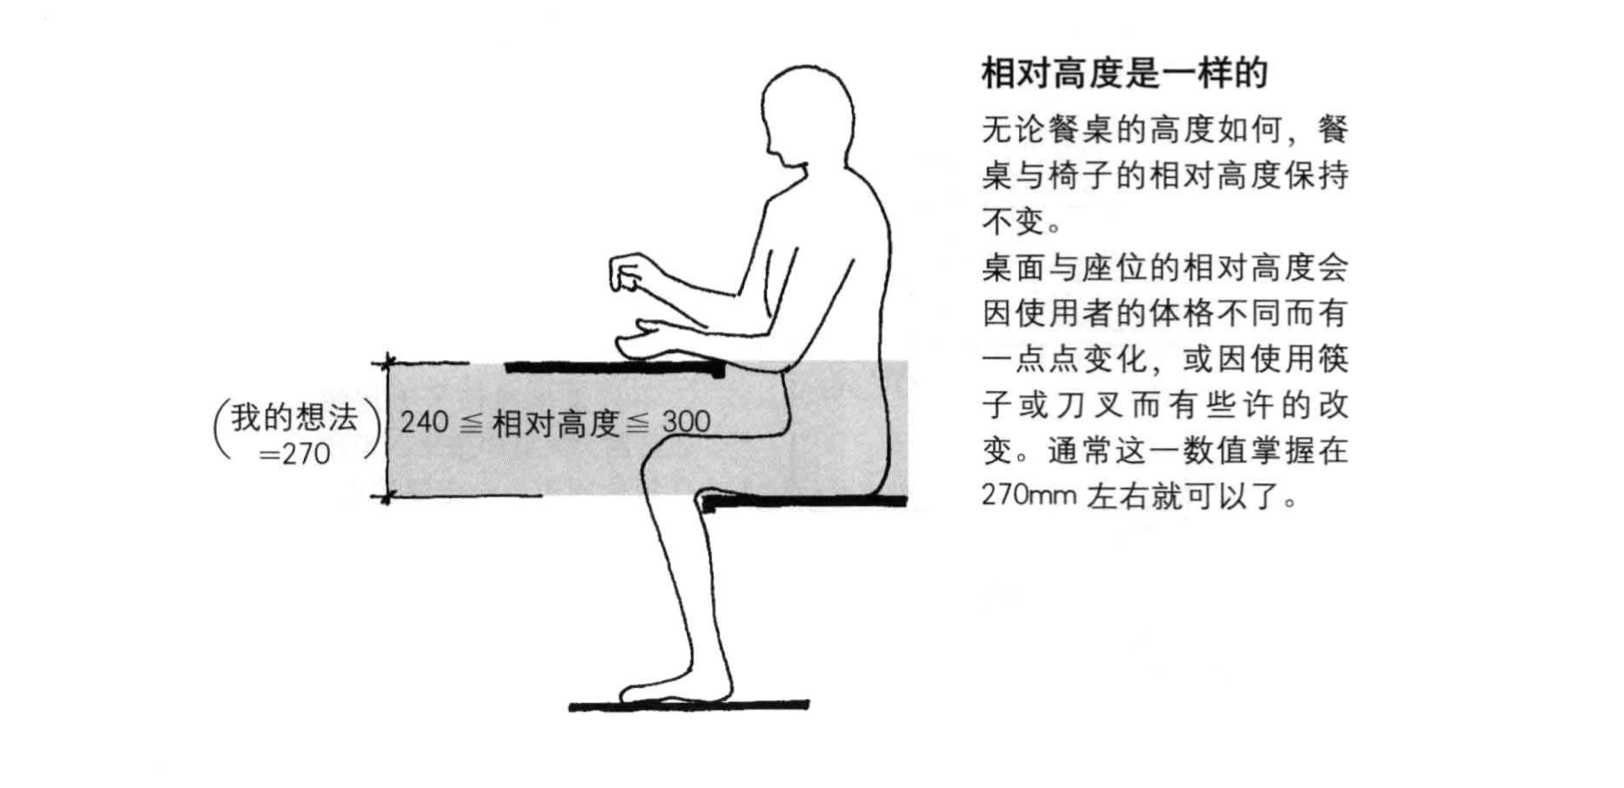 相对高度是一样的
无论餐桌的高度如何，餐
桌与椅子的相对高度保持
不变。
桌面与座位的相对高度会
因使用者的体格不同而有
一点点变化，或因使用筷
子或刀叉而有些许的改
变。通常这一数值掌握在
270mm 左右就可以了。
(我的想法
=270)
240 ≦ 相对高度 ≦ 300